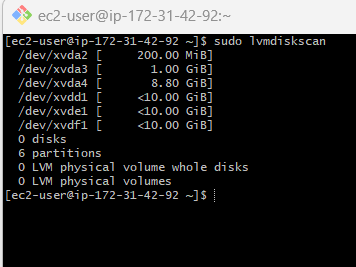 ec2-user@ip-172-31-42-92:~
[ec2-user@ip-172-31-42-92 ~]$ sudo lvmdiskscan
  /dev/xvda2 [     200.00 MiB]
  /dev/xvda3 [       1.00 GiB]
  /dev/xvda4 [       8.80 GiB]
  /dev/xvdd1 [     <10.00 GiB]
  /dev/xvde1 [     <10.00 GiB]
  /dev/xvdf1 [     <10.00 GiB]
  0 disks
  6 partitions
  0 LVM physical volume whole disks
  0 LVM physical volumes
[ec2-user@ip-172-31-42-92 ~]$